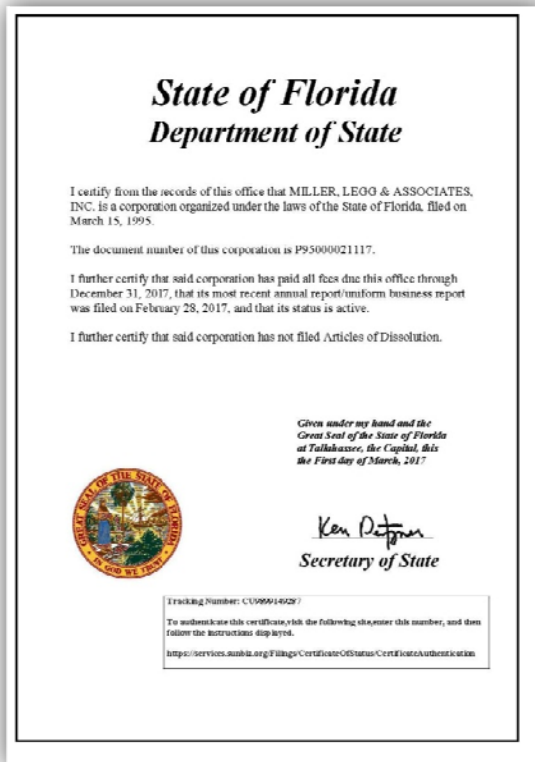 State of Florida
Department of State
I certify from the records of this office that MILLER, LEGG & ASSOCIATES,
INC. is a corporation organized under the laws of the State of Florida, filed on
March 15, 1995.
The document number of this corporation is P95000021117.
I further certify that said corporation has paid all fees due this office through
December 31, 2017, that its most recent annual report/uniform business report
was filed on February 28, 2017, and that its status is active.
I further certify that said corporation has not filed Articles of Dissolution.
Given under my hand and the
Great Seal of the State of Florida
at Tallahassee, the Capital, this
the First day of March, 2017
GREAT SEAL OF THE STATE OF FLORIDA
IN GOD WE TRUST
Ken Detzner
Secretary of State
Tracking Number: CU9899149287
To authenticate this certificate,visit the following site,enter this number, and then
follow the instructions displayed.
https://services.sunbiz.org/Filings/CertificateOfStatus/CertificateAuthentication